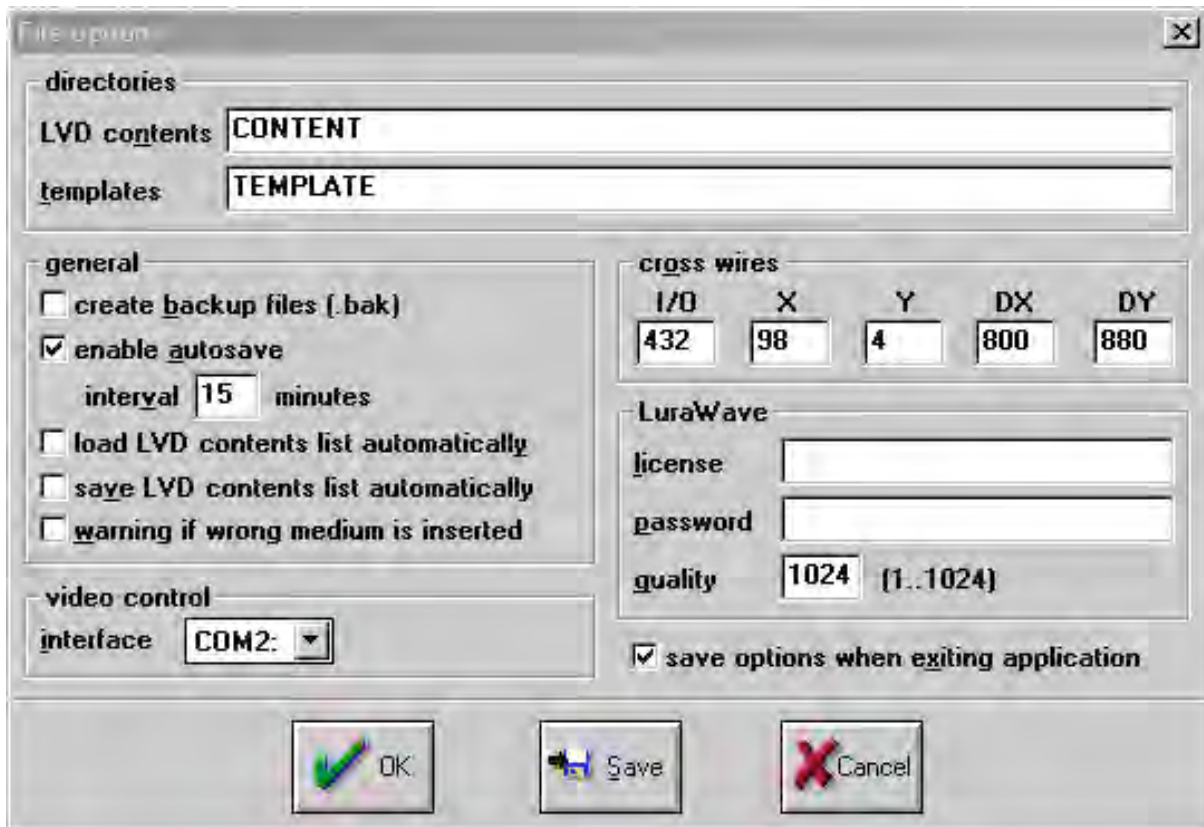 File option
directories
LVD contents CONTENT
templates TEMPLATE
general
create backup files (.bak)
enable autosave
interval 15 minutes
load LVD contents list automatically
save LVD contents list automatically
warning if wrong medium is inserted
video control
interface COM2:
cross wires
I/O X Y DX DY
432 98 4 800 880
LuraWave
license
password
quality 1024 (1..1024)
save options when exiting application
OK Save Cancel